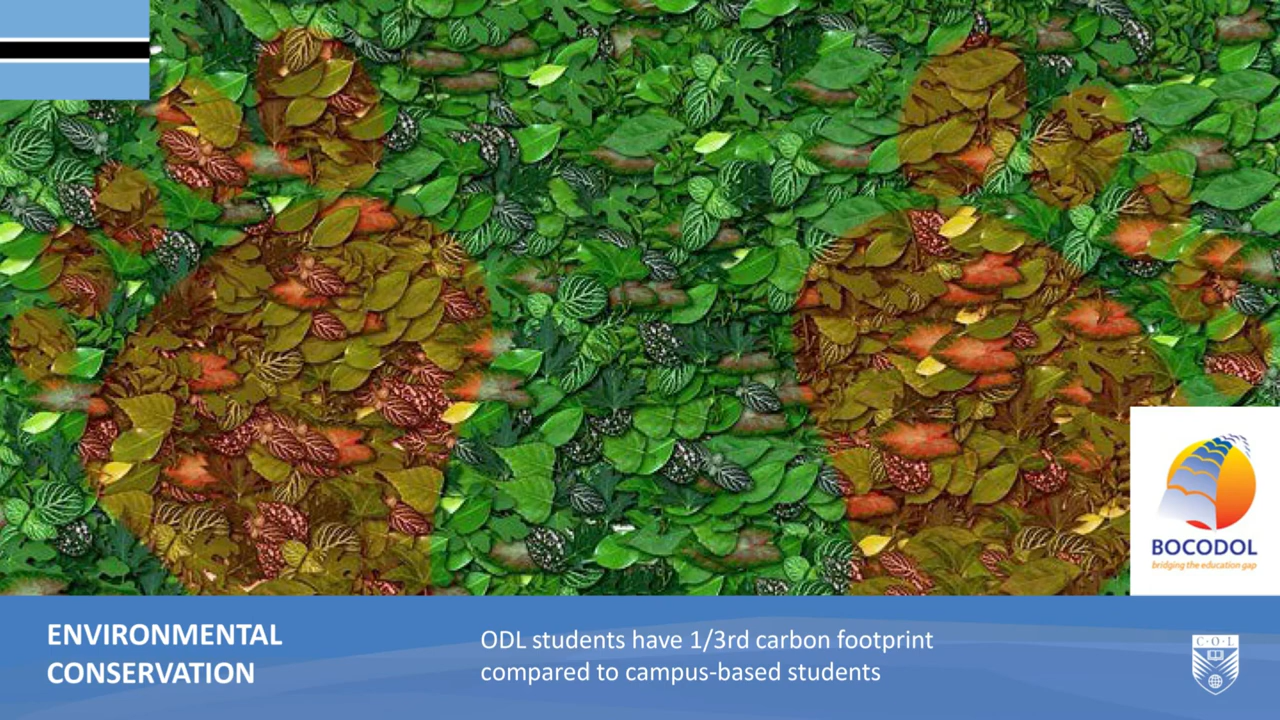 BOCODOL
bridging the education gap
ENVIRONMENTAL
CONSERVATION
ODL students have 1/3rd carbon footprint
compared to campus-based students
C·O·L